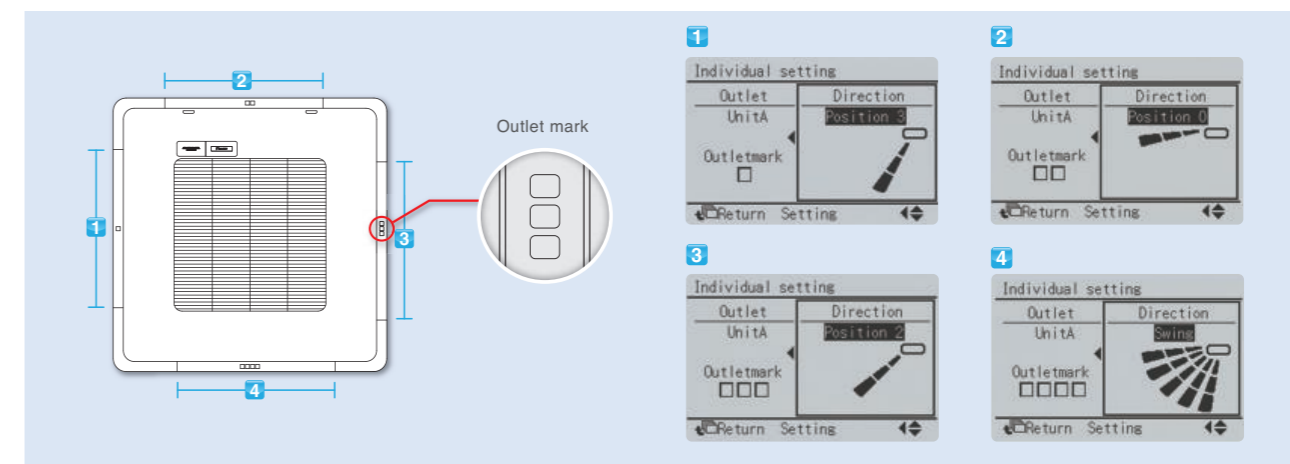 2
1
3
4
Outlet mark
1
Individual setting
Outlet Direction
UnitA Position 3
Outletmark
Return Setting
2
Individual setting
Outlet Direction
UnitA Position 0
Outletmark
Return Setting
3
Individual setting
Outlet Direction
UnitA Position 2
Outletmark
Return Setting
4
Individual setting
Outlet Direction
UnitA Swing
Outletmark
Return Setting